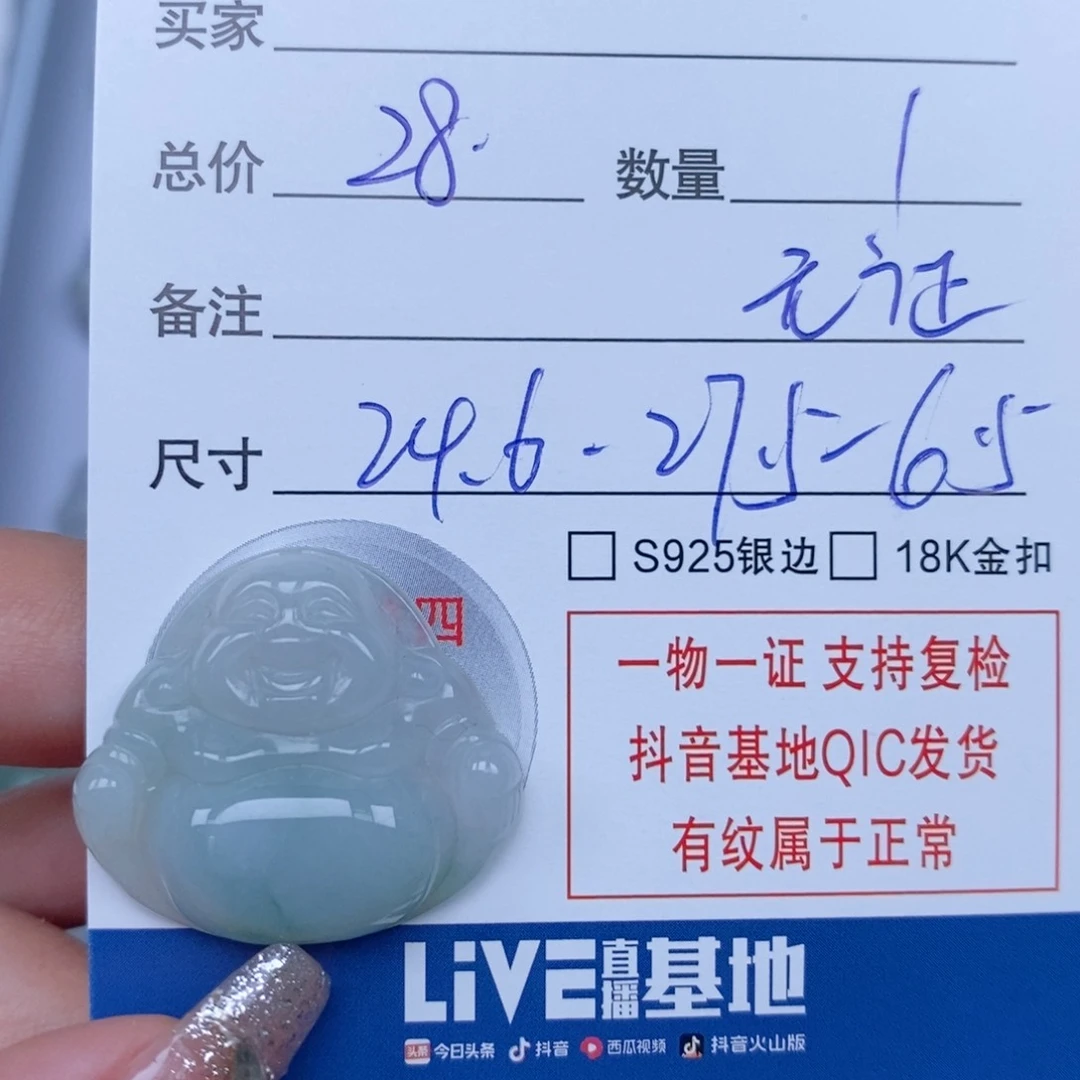 买家
总价 28. 数量 1
备注 无证
尺寸 24.6-27.5-6.5
四
S925银边 18K金扣
一物一证 支持复检
抖音基地QIC发货
有纹属于正常
LiVE直播基地
头条 今日头条 抖音 西瓜视频 抖音火山版